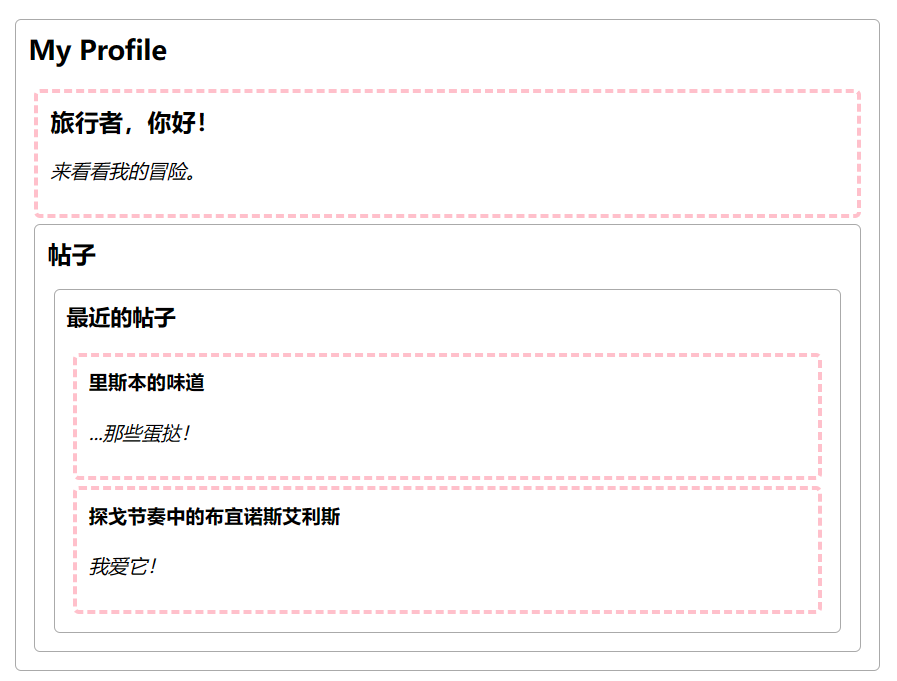 My Profile
旅行者，你好！
来看看我的冒险。
帖子
最近的帖子
里斯本的味道
...那些蛋挞！
探戈节奏中的布宜诺斯艾利斯
我爱它！